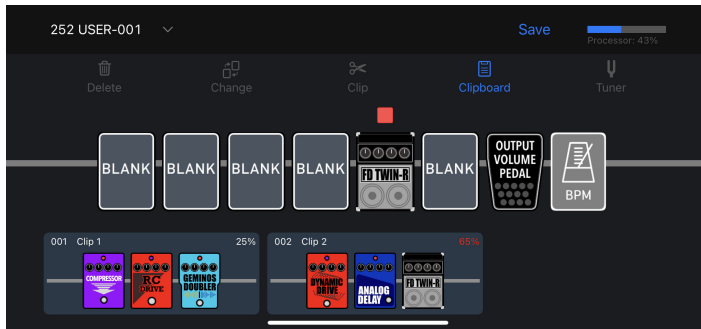 252 USER-001
Save
Processor: 43%
Delete
Change
Clip
Clipboard
Tuner
BLANK
BLANK
BLANK
BLANK
FD TWIN-R
BLANK
OUTPUT
VOLUME
PEDAL
BPM
001 Clip 1 25%
COMPRESSOR
RC
DRIVE
GEMINOS
DOUBLER
002 Clip 2 65%
DYNAMIC
DRIVE
ANALOG
DELAY
FD TWIN-R